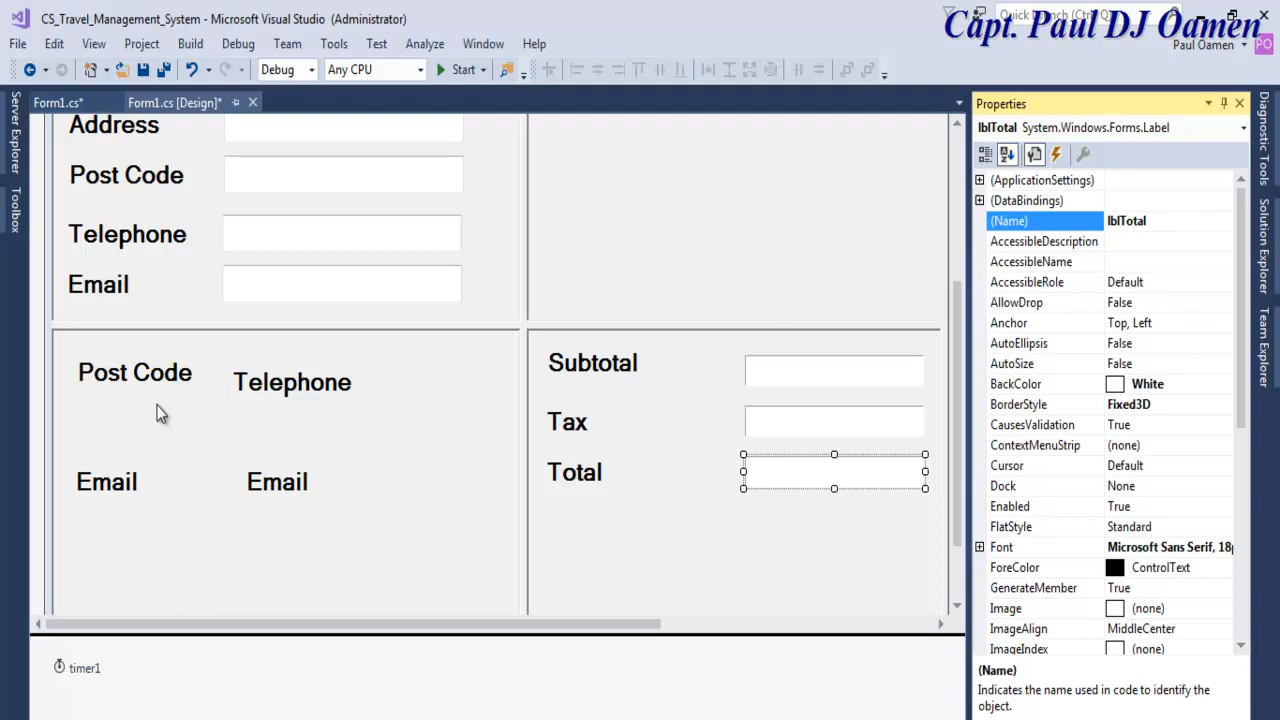 CS_Travel_Management_System - Microsoft Visual Studio (Administrator)
Quick Launch (Ctrl+Q)
Capt. Paul DJ Oamen
File Edit View Project Build Debug Team Tools Test Analyze Window Help
Paul Oamen PO
Debug Any CPU Start
Form1.cs* Form1.cs [Design]*
Server Explorer
Toolbox
Address
Post Code
Telephone
Email
Post Code
Telephone
Email
Email
Subtotal
Tax
Total
timer1
Properties
lblTotal System.Windows.Forms.Label
(ApplicationSettings)
(DataBindings)
(Name) lblTotal
AccessibleDescription
AccessibleName
AccessibleRole Default
AllowDrop False
Anchor Top, Left
AutoEllipsis False
AutoSize False
BackColor White
BorderStyle Fixed3D
CausesValidation True
ContextMenuStrip (none)
Cursor Default
Dock None
Enabled True
FlatStyle Standard
Font Microsoft Sans Serif, 18p
ForeColor ControlText
GenerateMember True
Image (none)
ImageAlign MiddleCenter
ImageIndex (none)
(Name)
Indicates the name used in code to identify the
object.
Diagnostic Tools
Solution Explorer
Team Explorer